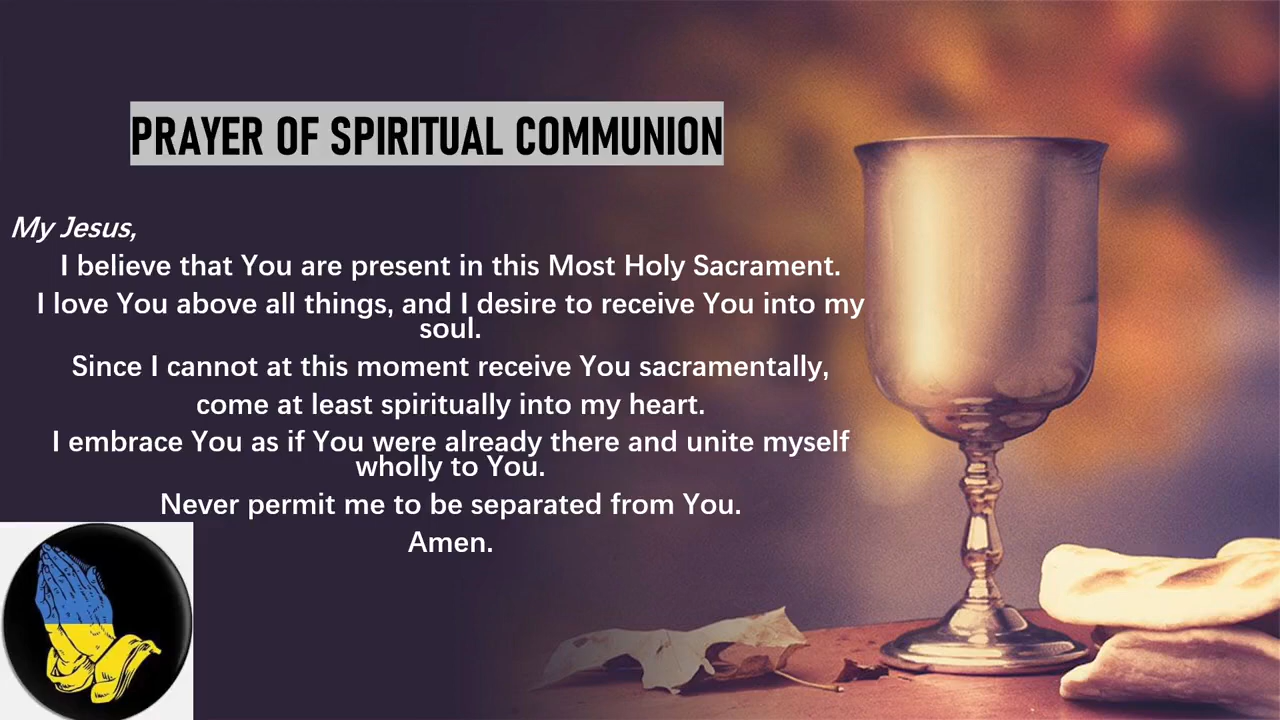 PRAYER OF SPIRITUAL COMMUNION
My Jesus,
I believe that You are present in this Most Holy Sacrament.
I love You above all things, and I desire to receive You into my
soul.
Since I cannot at this moment receive You sacramentally,
come at least spiritually into my heart.
I embrace You as if You were already there and unite myself
wholly to You.
Never permit me to be separated from You.
Amen.